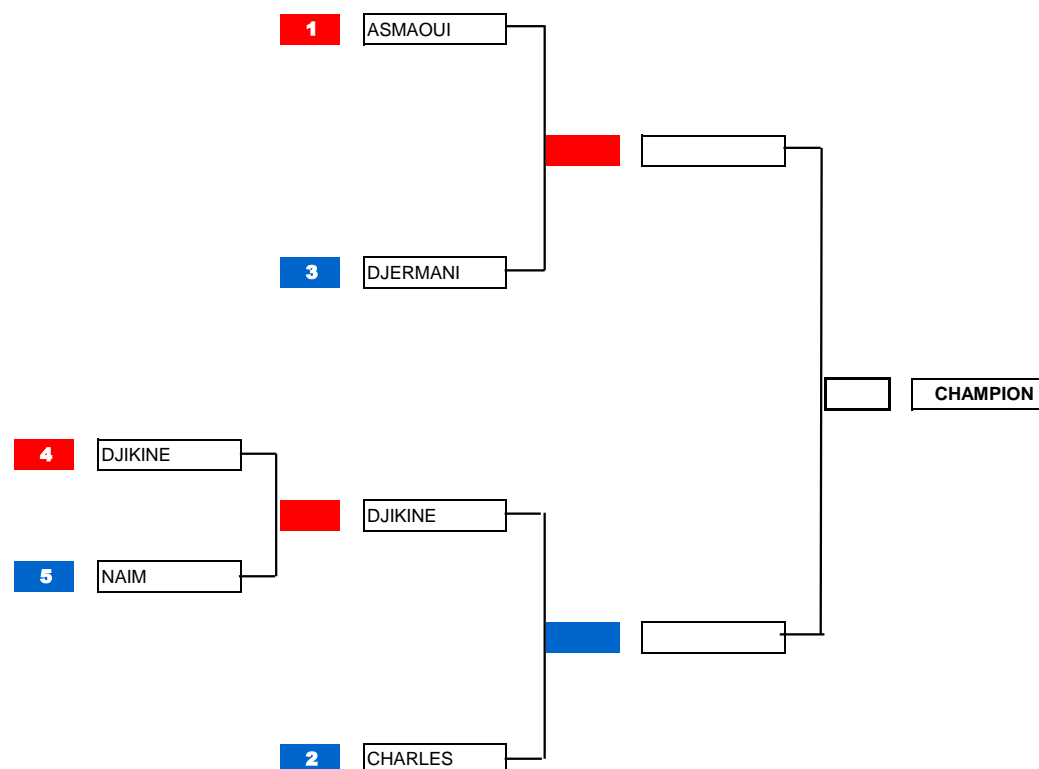 1 ASMAOUI
3 DJERMANI
CHAMPION
4 DJIKINE
DJIKINE
5 NAIM
2 CHARLES